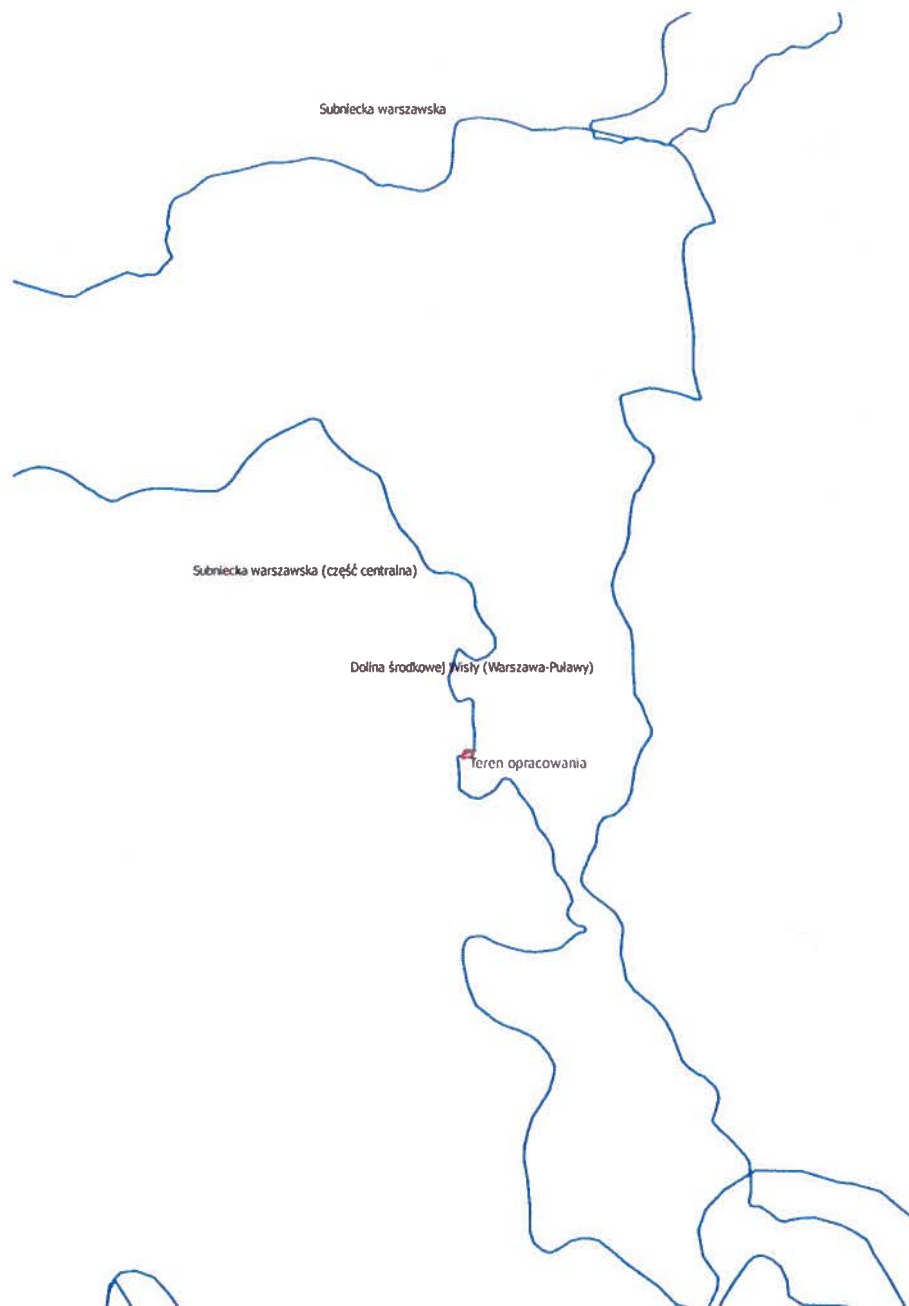 Subniecka warszawska
Subniecka warszawska (część centralna)
Dolina środkowej Wisły (Warszawa-Puławy)
Teren opracowania